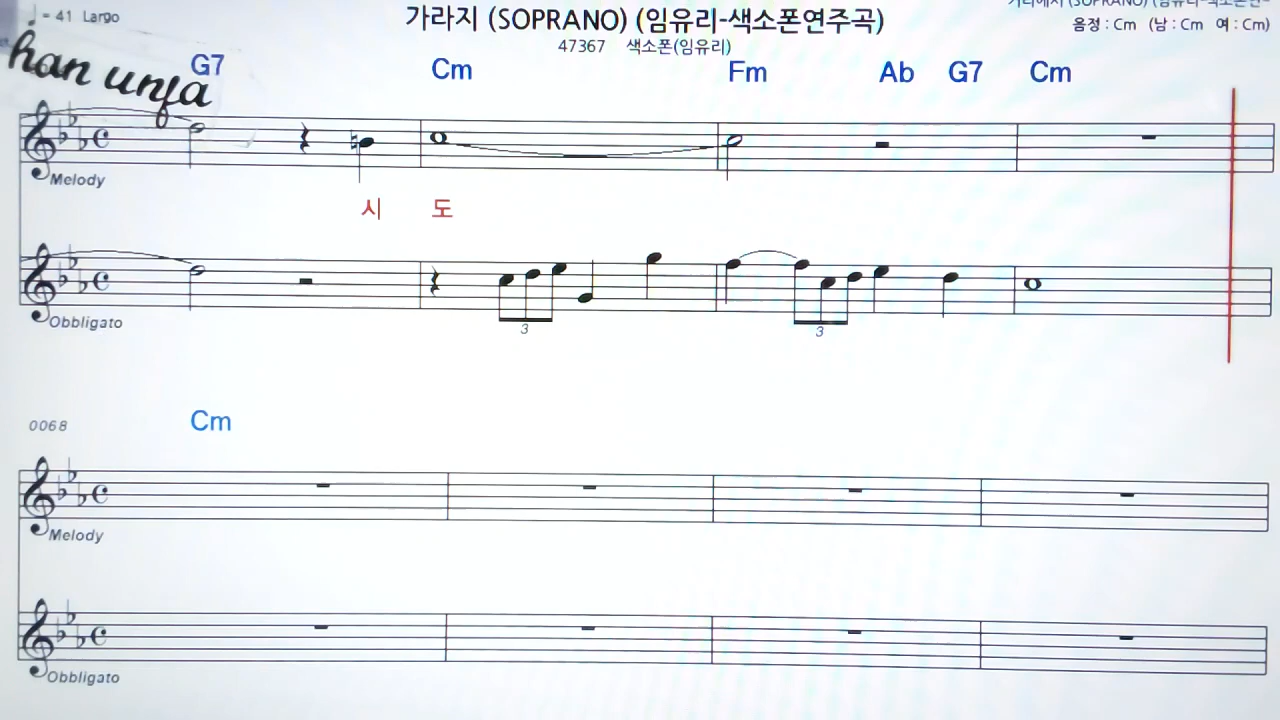 = 41 Largo
가라지 (SOPRANO) (임유리-색소폰연주곡)
47367 색소폰(임유리)
음정 : Cm (남 : Cm 여 : Cm)
han unfa
G7 Cm Fm Ab G7 Cm
Melody
시 도
Obbligato
3 3
0068 Cm
Melody
Obbligato